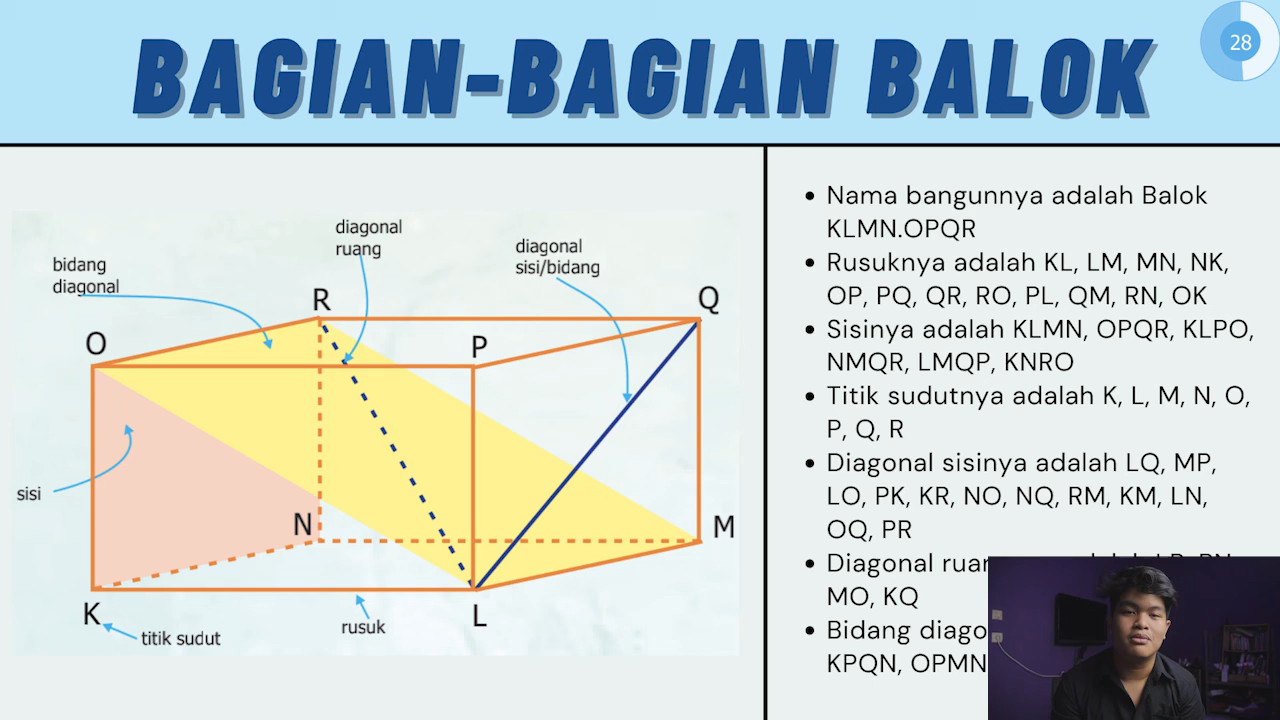 BAGIAN-BAGIAN BALOK
28
bidang
diagonal
diagonal
ruang
diagonal
sisi/bidang
R
Q
O
P
sisi
N
M
K
L
titik sudut
rusuk
• Nama bangunnya adalah Balok
KLMN.OPQR
• Rusuknya adalah KL, LM, MN, NK,
OP, PQ, QR, RO, PL, QM, RN, OK
• Sisinya adalah KLMN, OPQR, KLPO,
NMQR, LMQP, KNRO
• Titik sudutnya adalah K, L, M, N, O,
P, Q, R
• Diagonal sisinya adalah LQ, MP,
LO, PK, KR, NO, NQ, RM, KM, LN,
OQ, PR
• Diagonal
MO, KQ
• Bidang
KPQN, OPMN